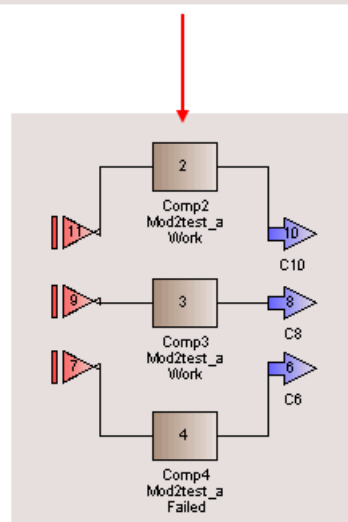 2
Comp2
Mod2test_a
Work
11
10
C10
9
3
8
Comp3
Mod2test_a
Work
C8
7
6
C6
4
Comp4
Mod2test_a
Failed